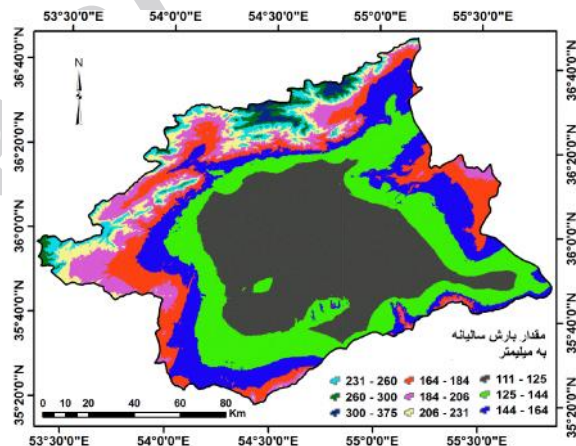 53°30'0"E 54°0'0"E 54°30'0"E 55°0'0"E 55°30'0"E
N
36°40'0"N 36°40'0"N
36°20'0"N 36°20'0"N
36°0'0"N 36°0'0"N
35°40'0"N 35°40'0"N
35°20'0"N 35°20'0"N
مقدار بارش سالیانه
به میلیمتر
231 - 260 164 - 184 111 - 125
260 - 300 184 - 206 125 - 144
300 - 375 206 - 231 144 - 164
0 10 20 40 60 80
Km
53°30'0"E 54°0'0"E 54°30'0"E 55°0'0"E 55°30'0"E